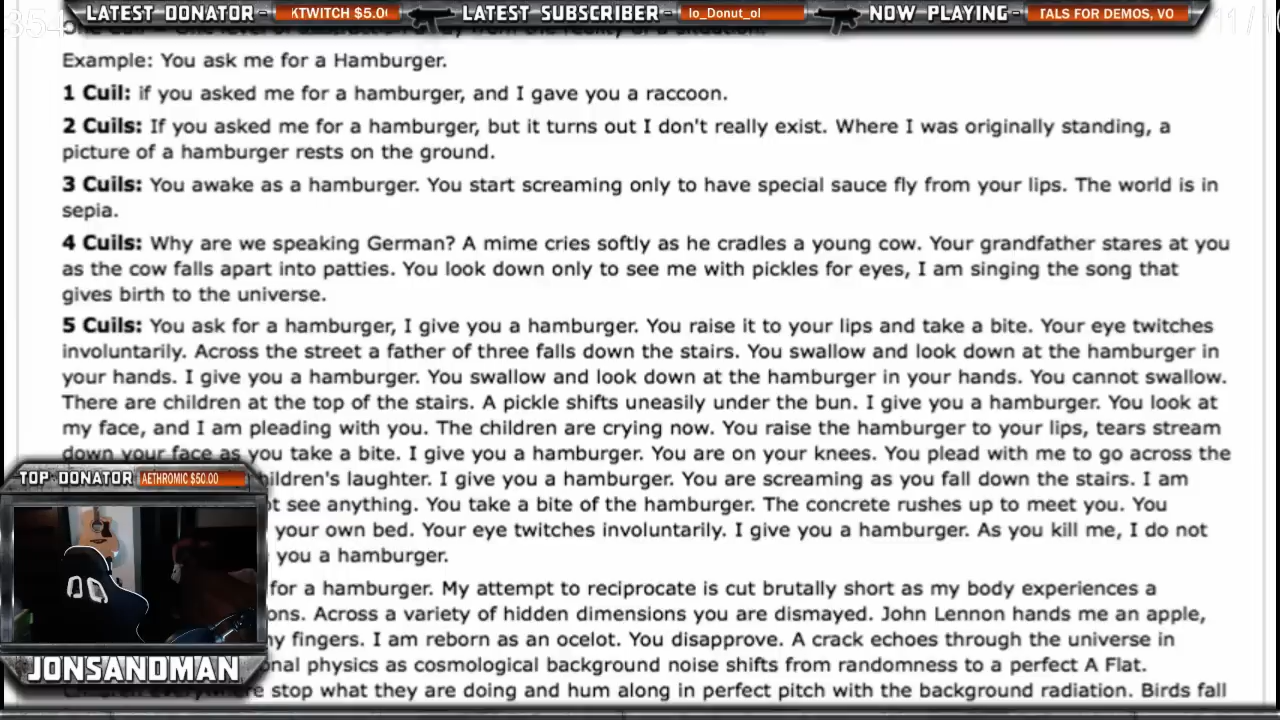 LATEST DONATOR - KTWITCH $5.0( LATEST SUBSCRIBER - lo_Donut_ol NOW PLAYING - TALS FOR DEMOS, VO
Example: You ask me for a Hamburger.
1 Cuil: if you asked me for a hamburger, and I gave you a raccoon.
2 Cuils: If you asked me for a hamburger, but it turns out I don't really exist. Where I was originally standing, a
picture of a hamburger rests on the ground.
3 Cuils: You awake as a hamburger. You start screaming only to have special sauce fly from your lips. The world is in
sepia.
4 Cuils: Why are we speaking German? A mime cries softly as he cradles a young cow. Your grandfather stares at you
as the cow falls apart into patties. You look down only to see me with pickles for eyes, I am singing the song that
gives birth to the universe.
5 Cuils: You ask for a hamburger, I give you a hamburger. You raise it to your lips and take a bite. Your eye twitches
involuntarily. Across the street a father of three falls down the stairs. You swallow and look down at the hamburger in
your hands. I give you a hamburger. You swallow and look down at the hamburger in your hands. You cannot swallow.
There are children at the top of the stairs. A pickle shifts uneasily under the bun. I give you a hamburger. You look at
my face, and I am pleading with you. The children are crying now. You raise the hamburger to your lips, tears stream
down your face as you take a bite. I give you a hamburger. You are on your knees. You plead with me to go across the
hildren's laughter. I give you a hamburger. You are screaming as you fall down the stairs. I am
t see anything. You take a bite of the hamburger. The concrete rushes up to meet you. You
your own bed. Your eye twitches involuntarily. I give you a hamburger. As you kill me, I do not
you a hamburger.
for a hamburger. My attempt to reciprocate is cut brutally short as my body experiences a
ons. Across a variety of hidden dimensions you are dismayed. John Lennon hands me an apple,
y fingers. I am reborn as an ocelot. You disapprove. A crack echoes through the universe in
nal physics as cosmological background noise shifts from randomness to a perfect A Flat.
stop what they are doing and hum along in perfect pitch with the background radiation. Birds fall
TOP DONATOR AETHROMIC $50.00
JONSANDMAN